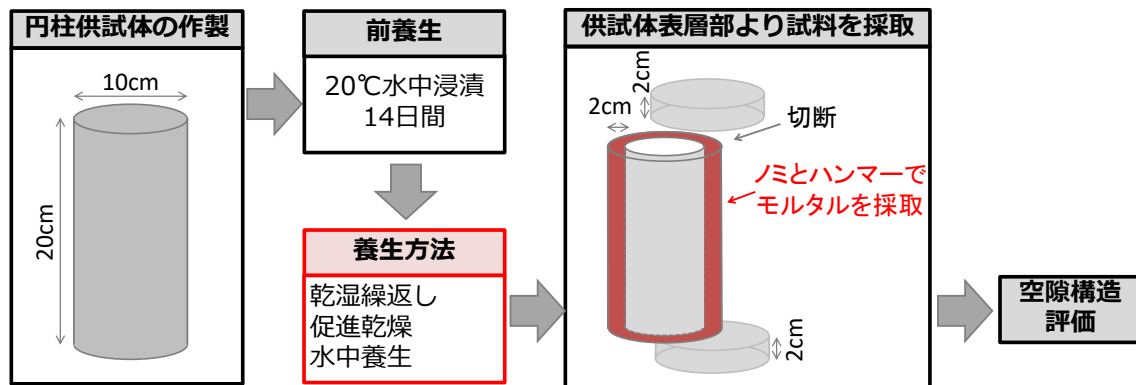 円柱供試体の作製
10cm
20cm
前養生
20℃水中浸漬
14日間
養生方法
乾湿繰返し
促進乾燥
水中養生
供試体表層部より試料を採取
2cm
2cm
切断
ノミとハンマーで
モルタルを採取
2cm
空隙構造
評価